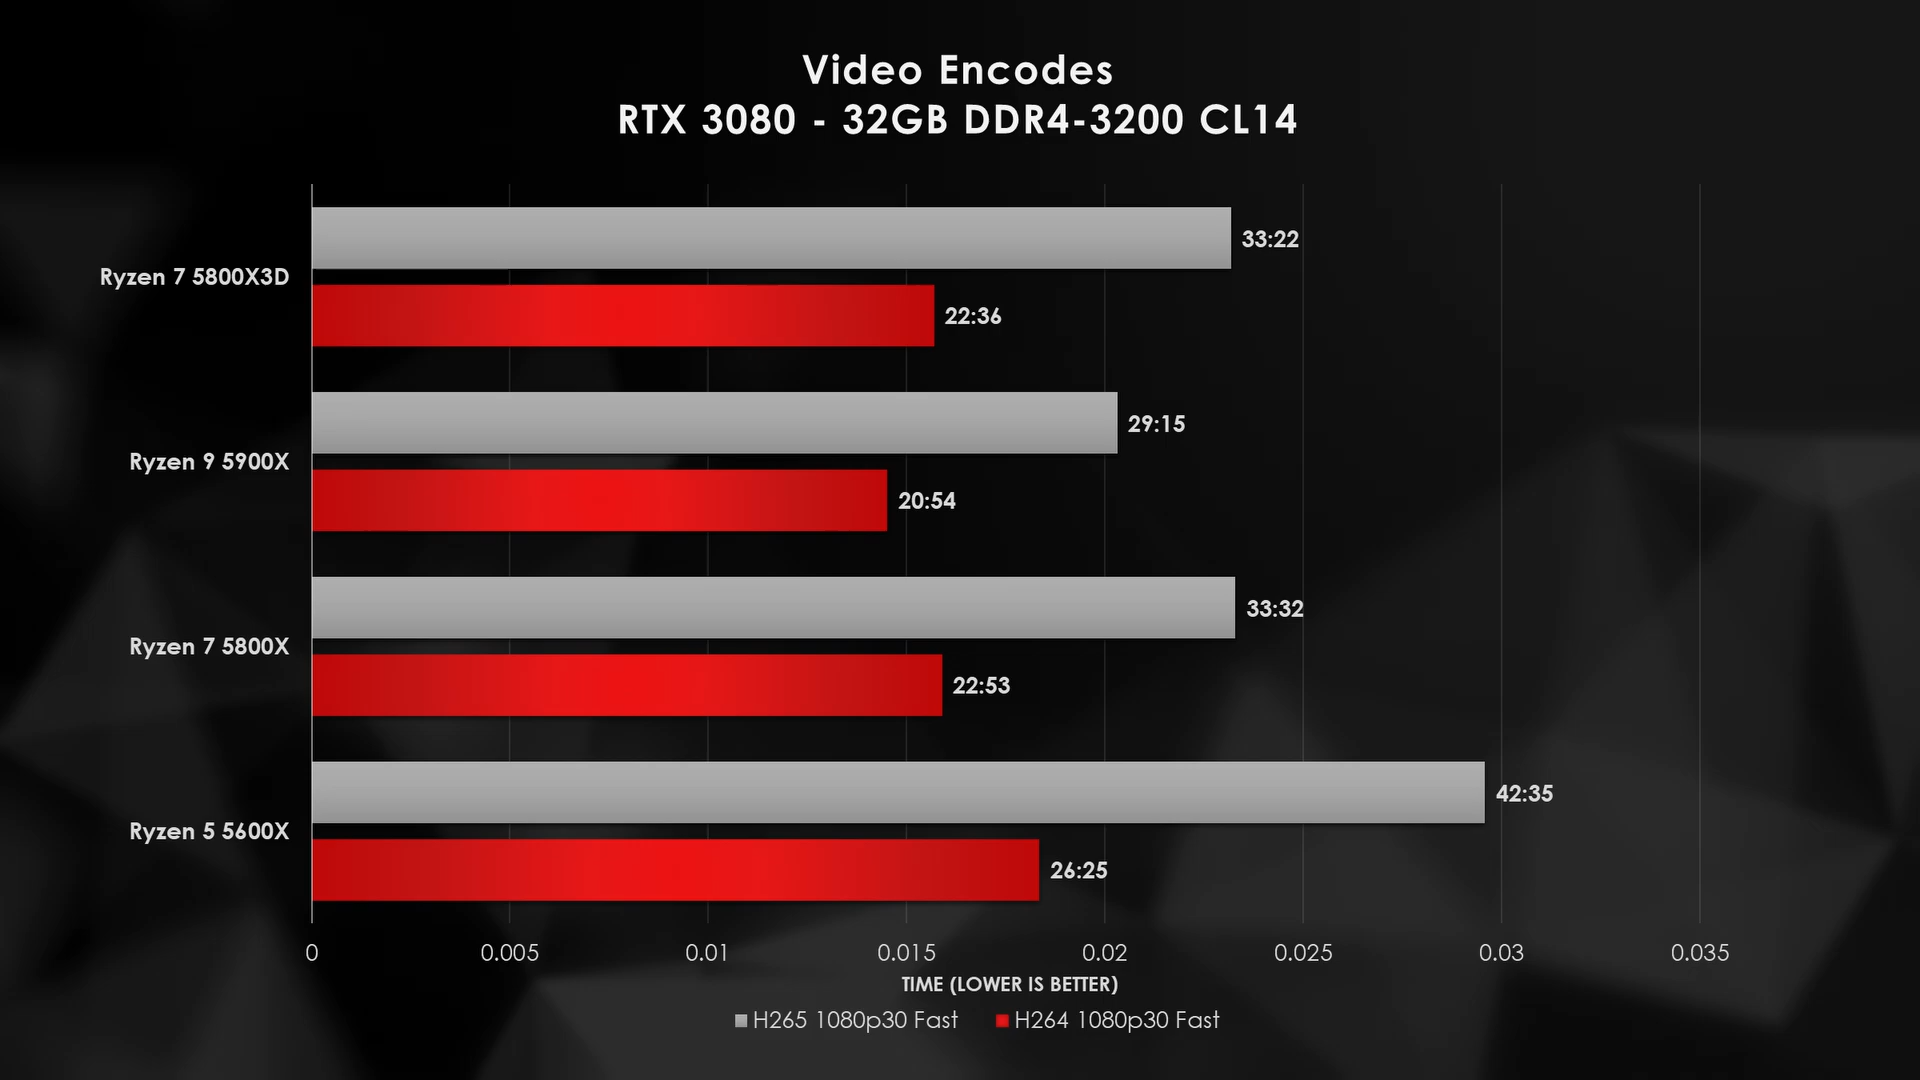 Video Encodes
RTX 3080 - 32GB DDR4-3200 CL14
33:22
Ryzen 7 5800X3D
22:36
29:15
Ryzen 9 5900X
20:54
33:32
Ryzen 7 5800X
22:53
42:35
Ryzen 5 5600X
26:25
0 0.005 0.01 0.015 0.02 0.025 0.03 0.035
TIME (LOWER IS BETTER)
H265 1080p30 Fast H264 1080p30 Fast